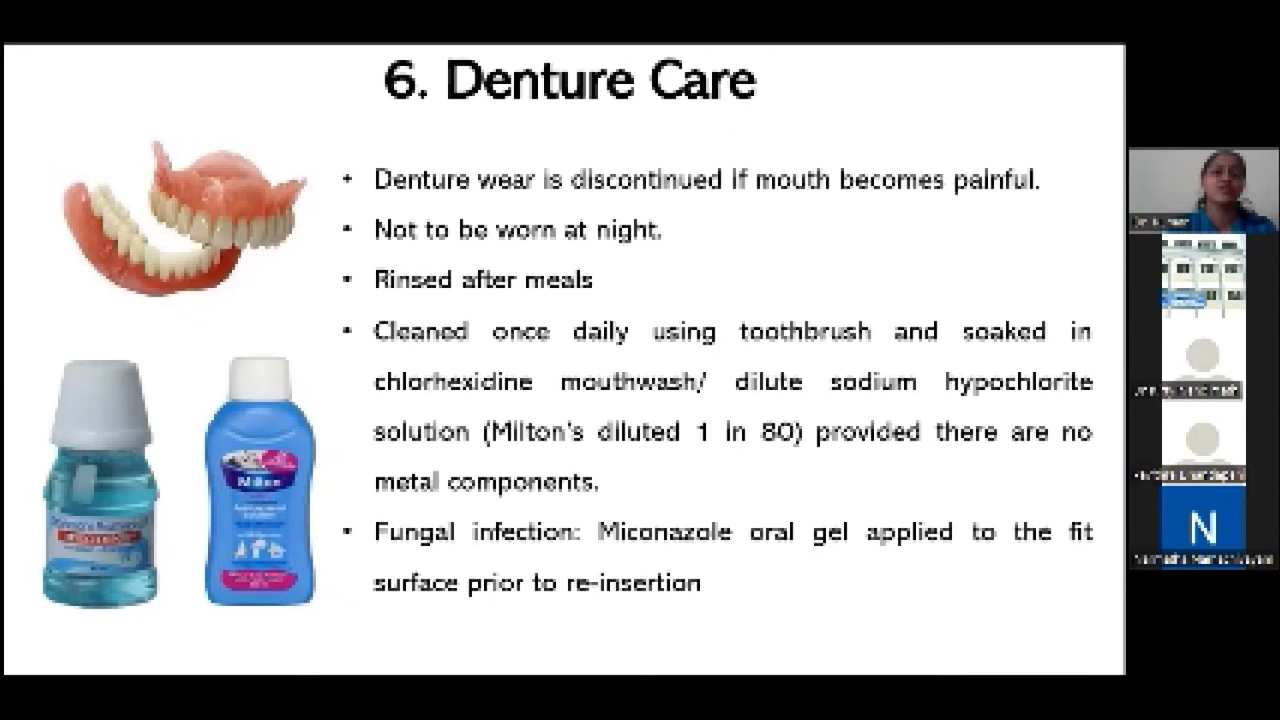 6. Denture Care
• Denture wear is discontinued if mouth becomes painful.
• Not to be worn at night.
• Rinsed after meals
• Cleaned once daily using toothbrush and soaked in
chlorhexidine mouthwash/ dilute sodium hypochlorite
solution (Milton's diluted 1 in 80) provided there are no
metal components.
• Fungal infection: Miconazole oral gel applied to the fit
surface prior to re-insertion
Milton
N